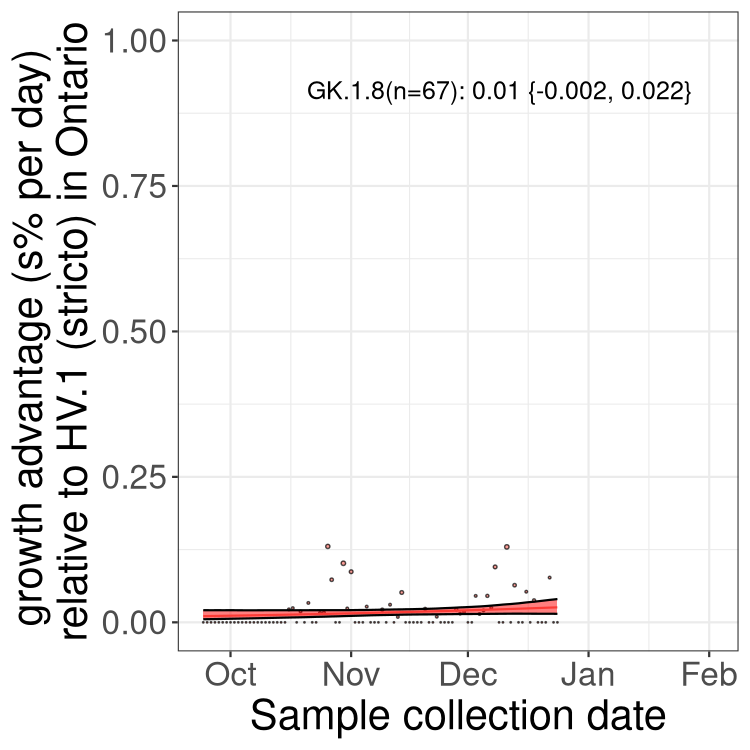 growth advantage (s% per day)
relative to HV.1 (stricto) in Ontario
1.00
0.75
0.50
0.25
0.00
GK.1.8(n=67): 0.01 {-0.002, 0.022}
Oct Nov Dec Jan Feb
Sample collection date